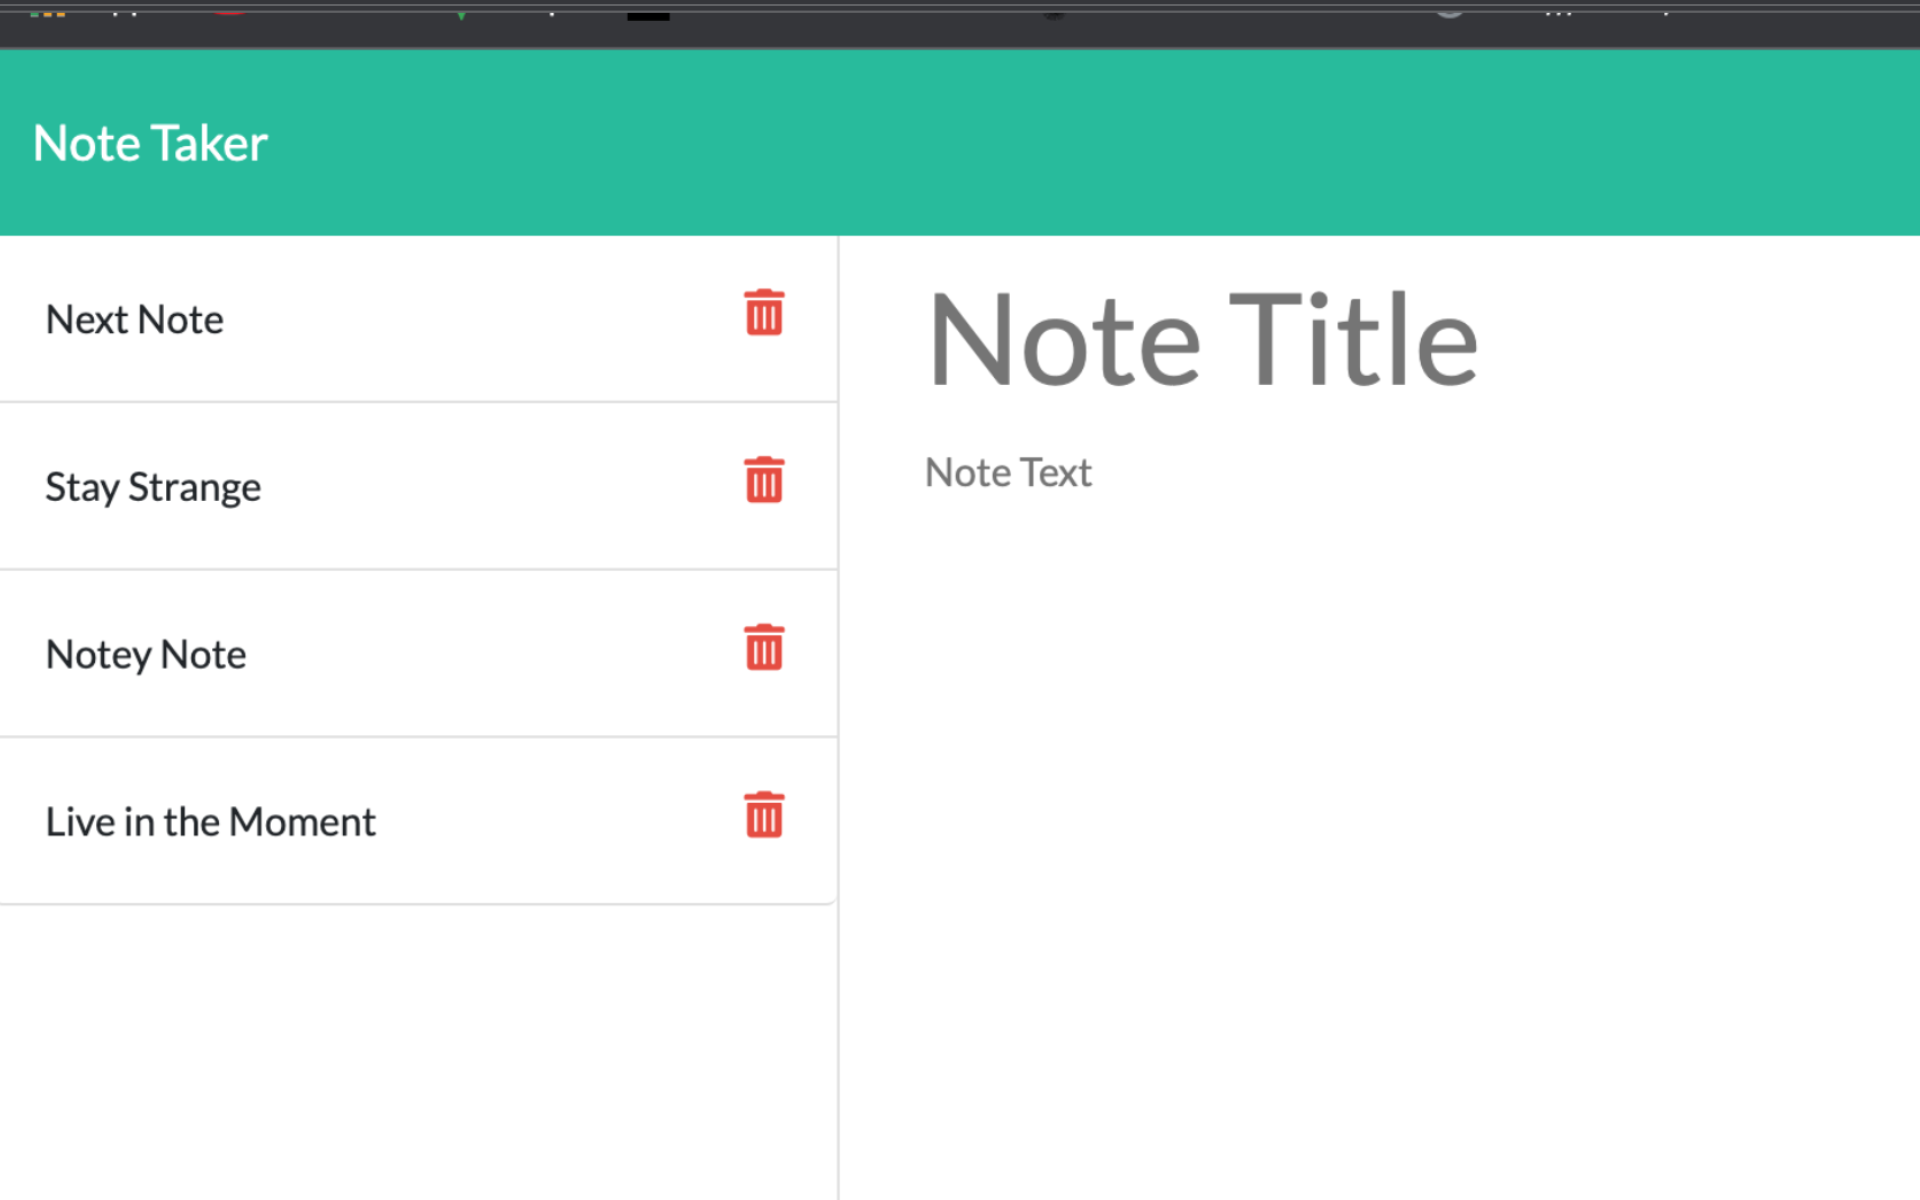 Note Taker
Next Note
Stay Strange
Notey Note
Live in the Moment
Note Title
Note Text